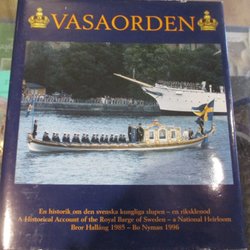 VASAORDEN
En historik om den svenska kungliga slupen – en riksklenod
A Historical Account of the Royal Barge of Sweden – a National Heirloom
Bror Hallbing 1985 – Bo Nyman 1996